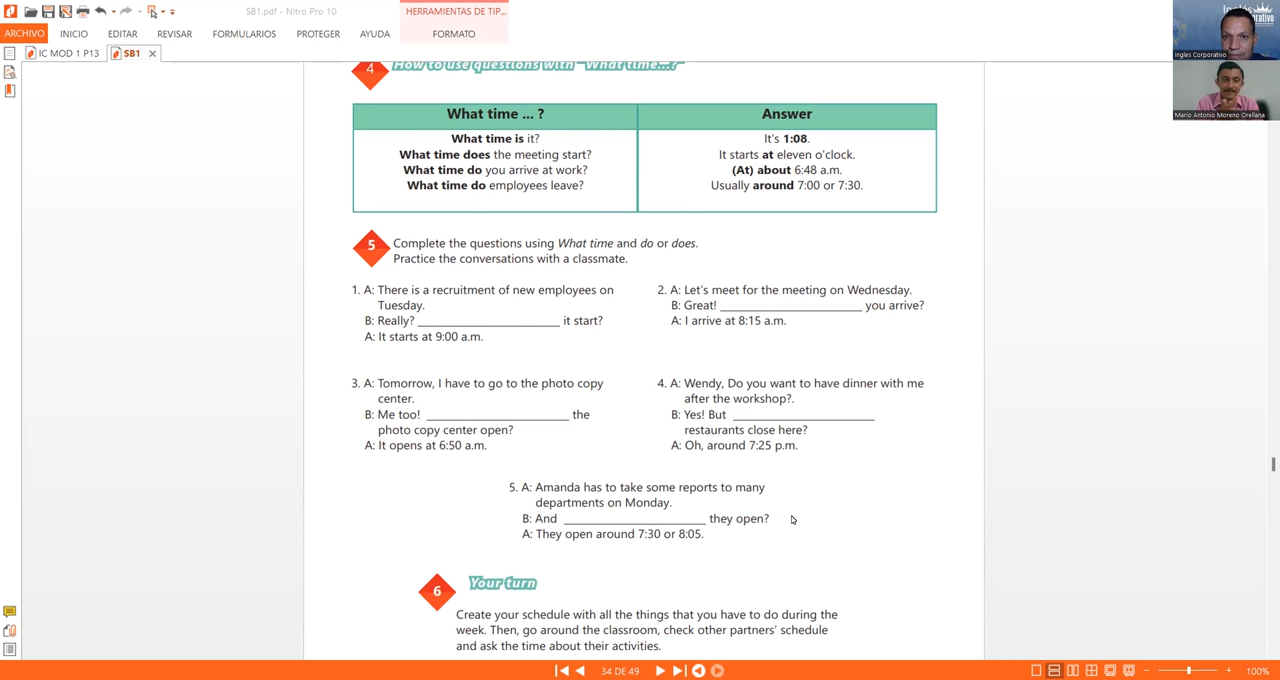 SB1.pdf - Nitro Pro 10
HERRAMIENTAS DE TIP...
ARCHIVO INICIO EDITAR REVISAR FORMULARIOS PROTEGER AYUDA FORMATO
IC MOD 1 P13 SB1
Inglés Corporativo
Ingles Corporativo
Mario Antonio Moreno Orellana
4 How to use questions with "What time...?"
What time ... ? Answer
What time is it? It's 1:08.
What time does the meeting start? It starts at eleven o'clock.
What time do you arrive at work? (At) about 6:48 a.m.
What time do employees leave? Usually around 7:00 or 7:30.
5 Complete the questions using What time and do or does.
Practice the conversations with a classmate.
1. A: There is a recruitment of new employees on
Tuesday.
B: Really? ______________________ it start?
A: It starts at 9:00 a.m.
2. A: Let's meet for the meeting on Wednesday.
B: Great! ______________________ you arrive?
A: I arrive at 8:15 a.m.
3. A: Tomorrow, I have to go to the photo copy
center.
B: Me too! ______________________ the
photo copy center open?
A: It opens at 6:50 a.m.
4. A: Wendy, Do you want to have dinner with me
after the workshop?.
B: Yes! But ______________________
restaurants close here?
A: Oh, around 7:25 p.m.
5. A: Amanda has to take some reports to many
departments on Monday.
B: And ______________________ they open?
A: They open around 7:30 or 8:05.
6 Your turn
Create your schedule with all the things that you have to do during the
week. Then, go around the classroom, check other partners' schedule
and ask the time about their activities.
34 DE 49
100%